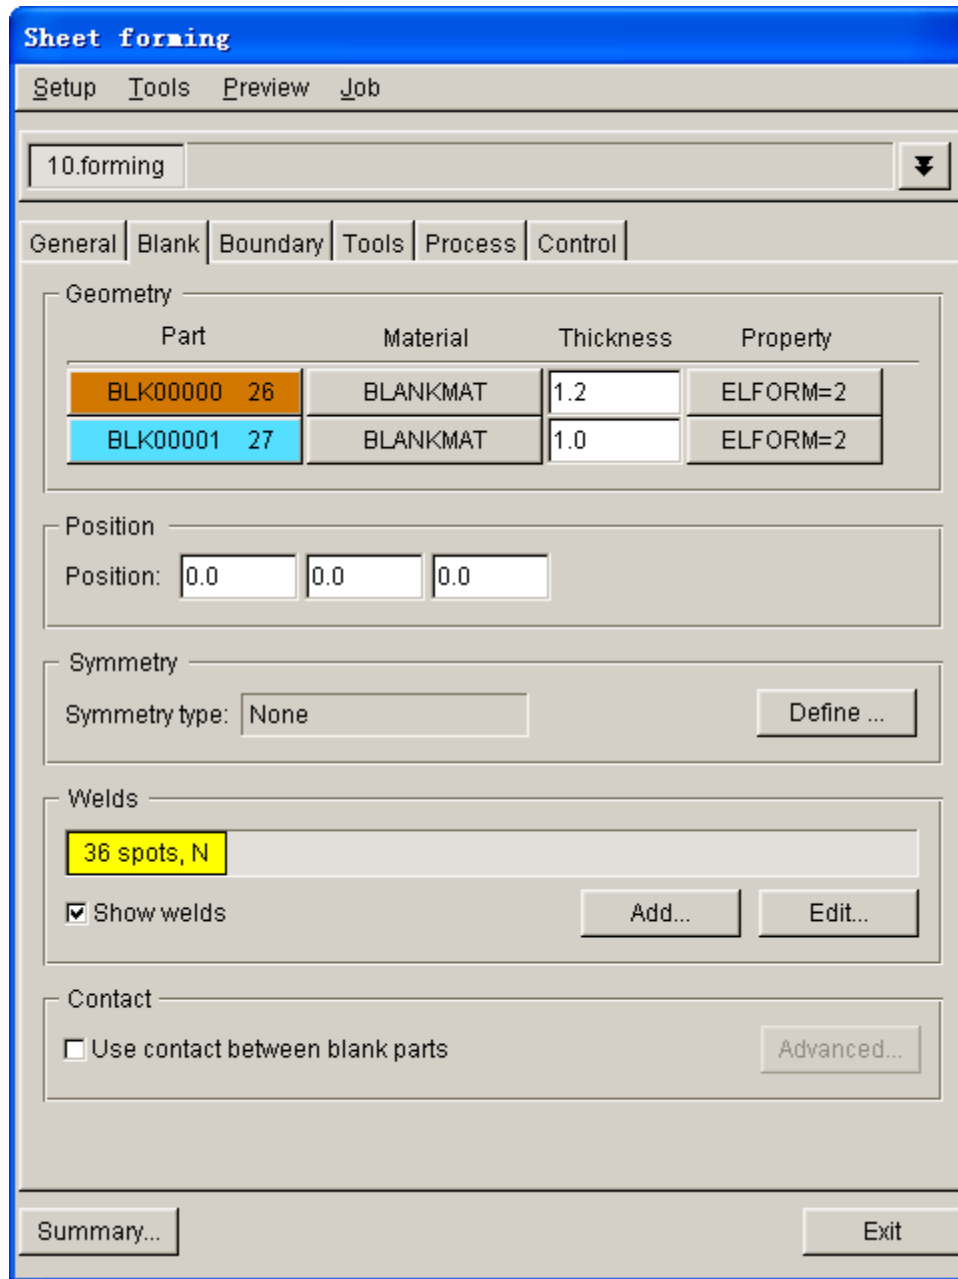 Sheet forming
Setup Tools Preview Job
10.forming
General Blank Boundary Tools Process Control
Geometry
Part Material Thickness Property
BLK00000 26 BLANKMAT 1.2 ELFORM=2
BLK00001 27 BLANKMAT 1.0 ELFORM=2
Position
Position: 0.0 0.0 0.0
Symmetry
Symmetry type: None Define ...
Welds
36 spots, N
Show welds Add... Edit...
Contact
Use contact between blank parts Advanced...
Summary... Exit